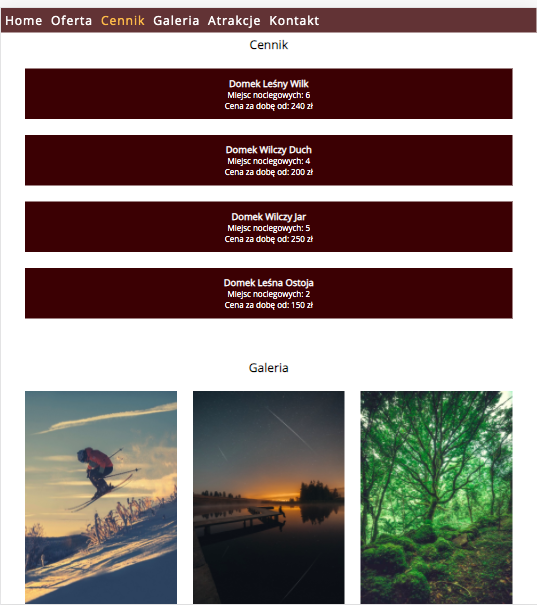 Home Oferta Cennik Galeria Atrakcje Kontakt
Cennik
Domek Leśny Wilk
Miejsc noclegowych: 6
Cena za dobę od: 240 zł
Domek Wilczy Duch
Miejsc noclegowych: 4
Cena za dobę od: 200 zł
Domek Wilczy Jar
Miejsc noclegowych: 5
Cena za dobę od: 250 zł
Domek Leśna Ostoja
Miejsc noclegowych: 2
Cena za dobę od: 150 zł
Galeria